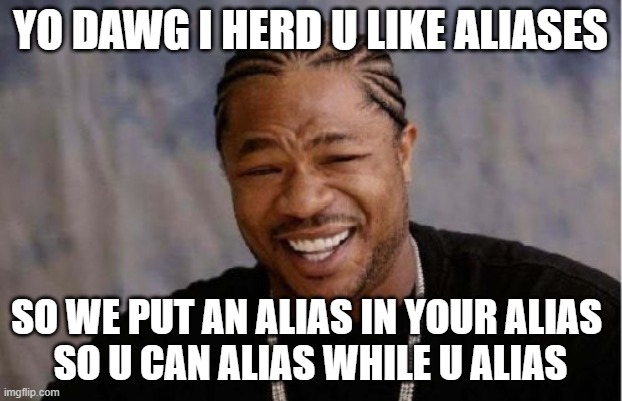 YO DAWG I HERD U LIKE ALIASES
SO WE PUT AN ALIAS IN YOUR ALIAS
SO U CAN ALIAS WHILE U ALIAS
imgflip.com